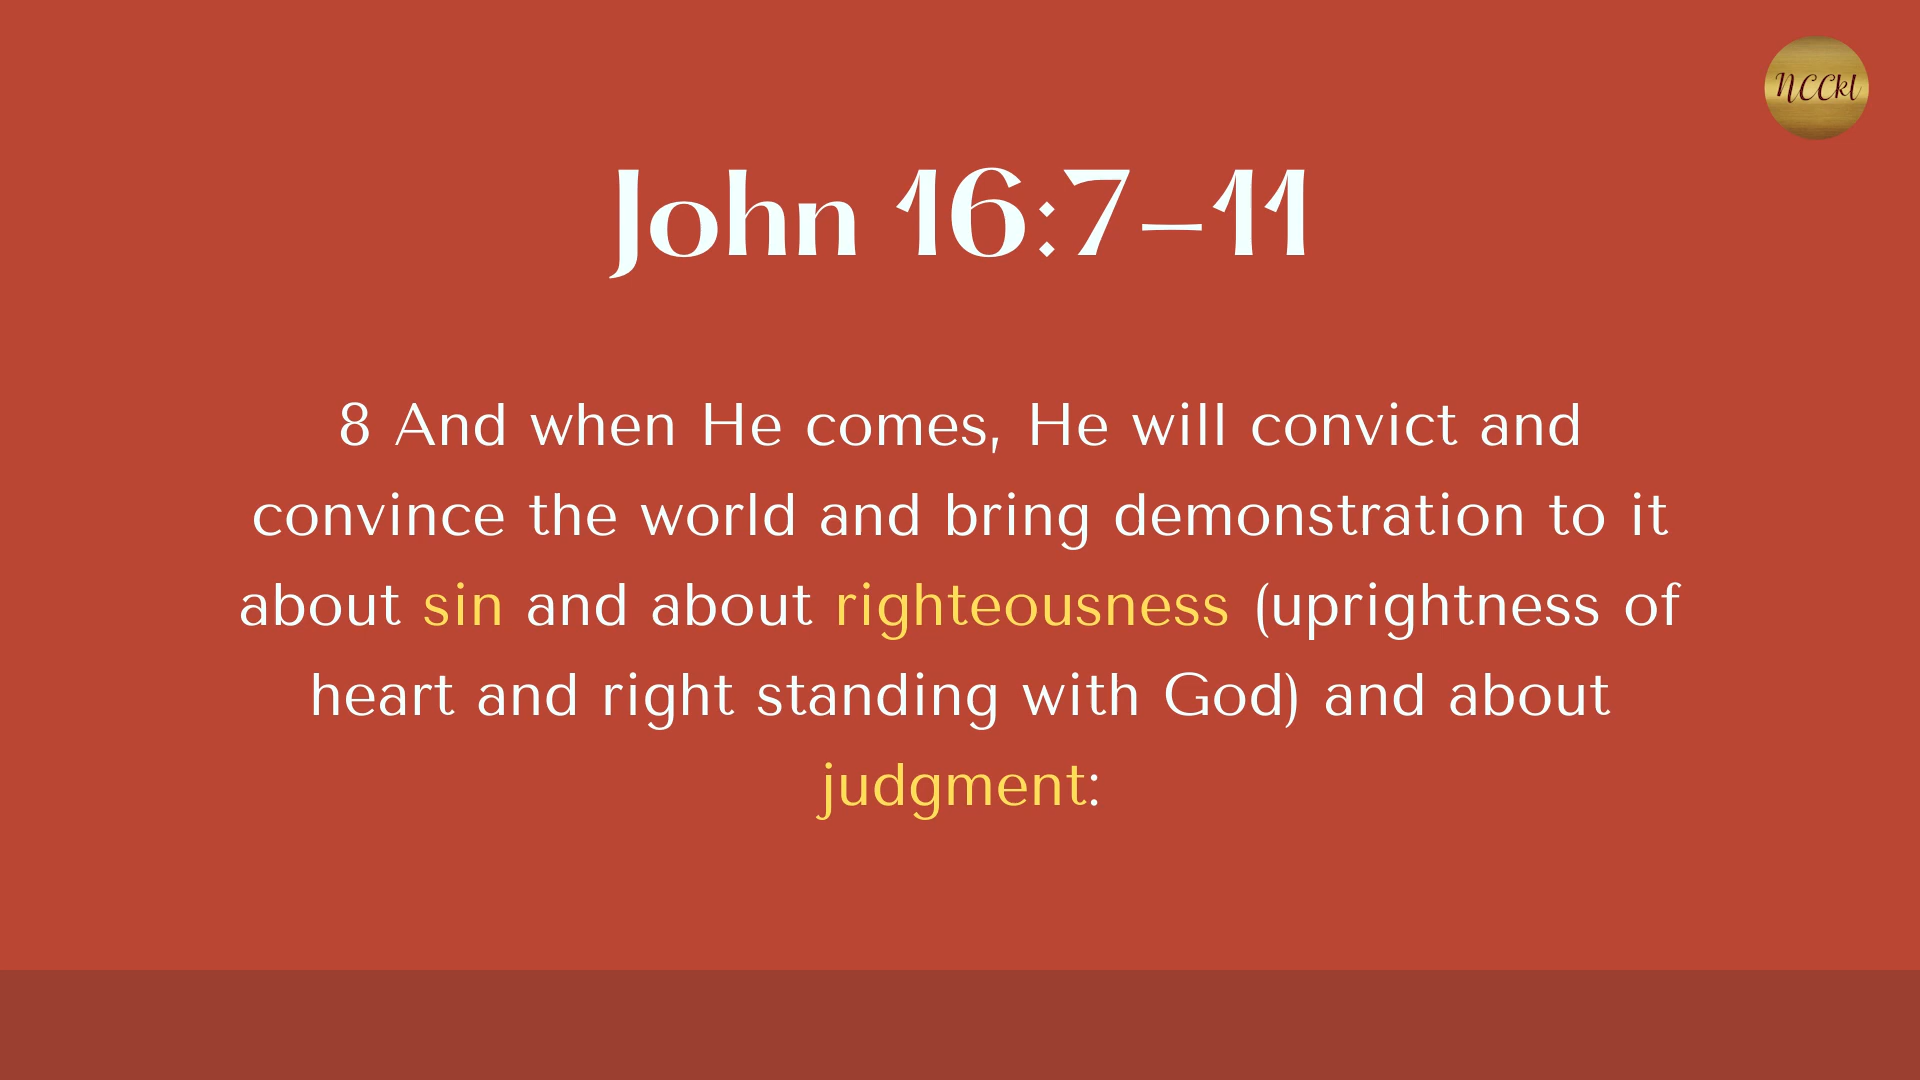 NCCkl
John 16:7–11
8 And when He comes, He will convict and
convince the world and bring demonstration to it
about sin and about righteousness (uprightness of
heart and right standing with God) and about
judgment: